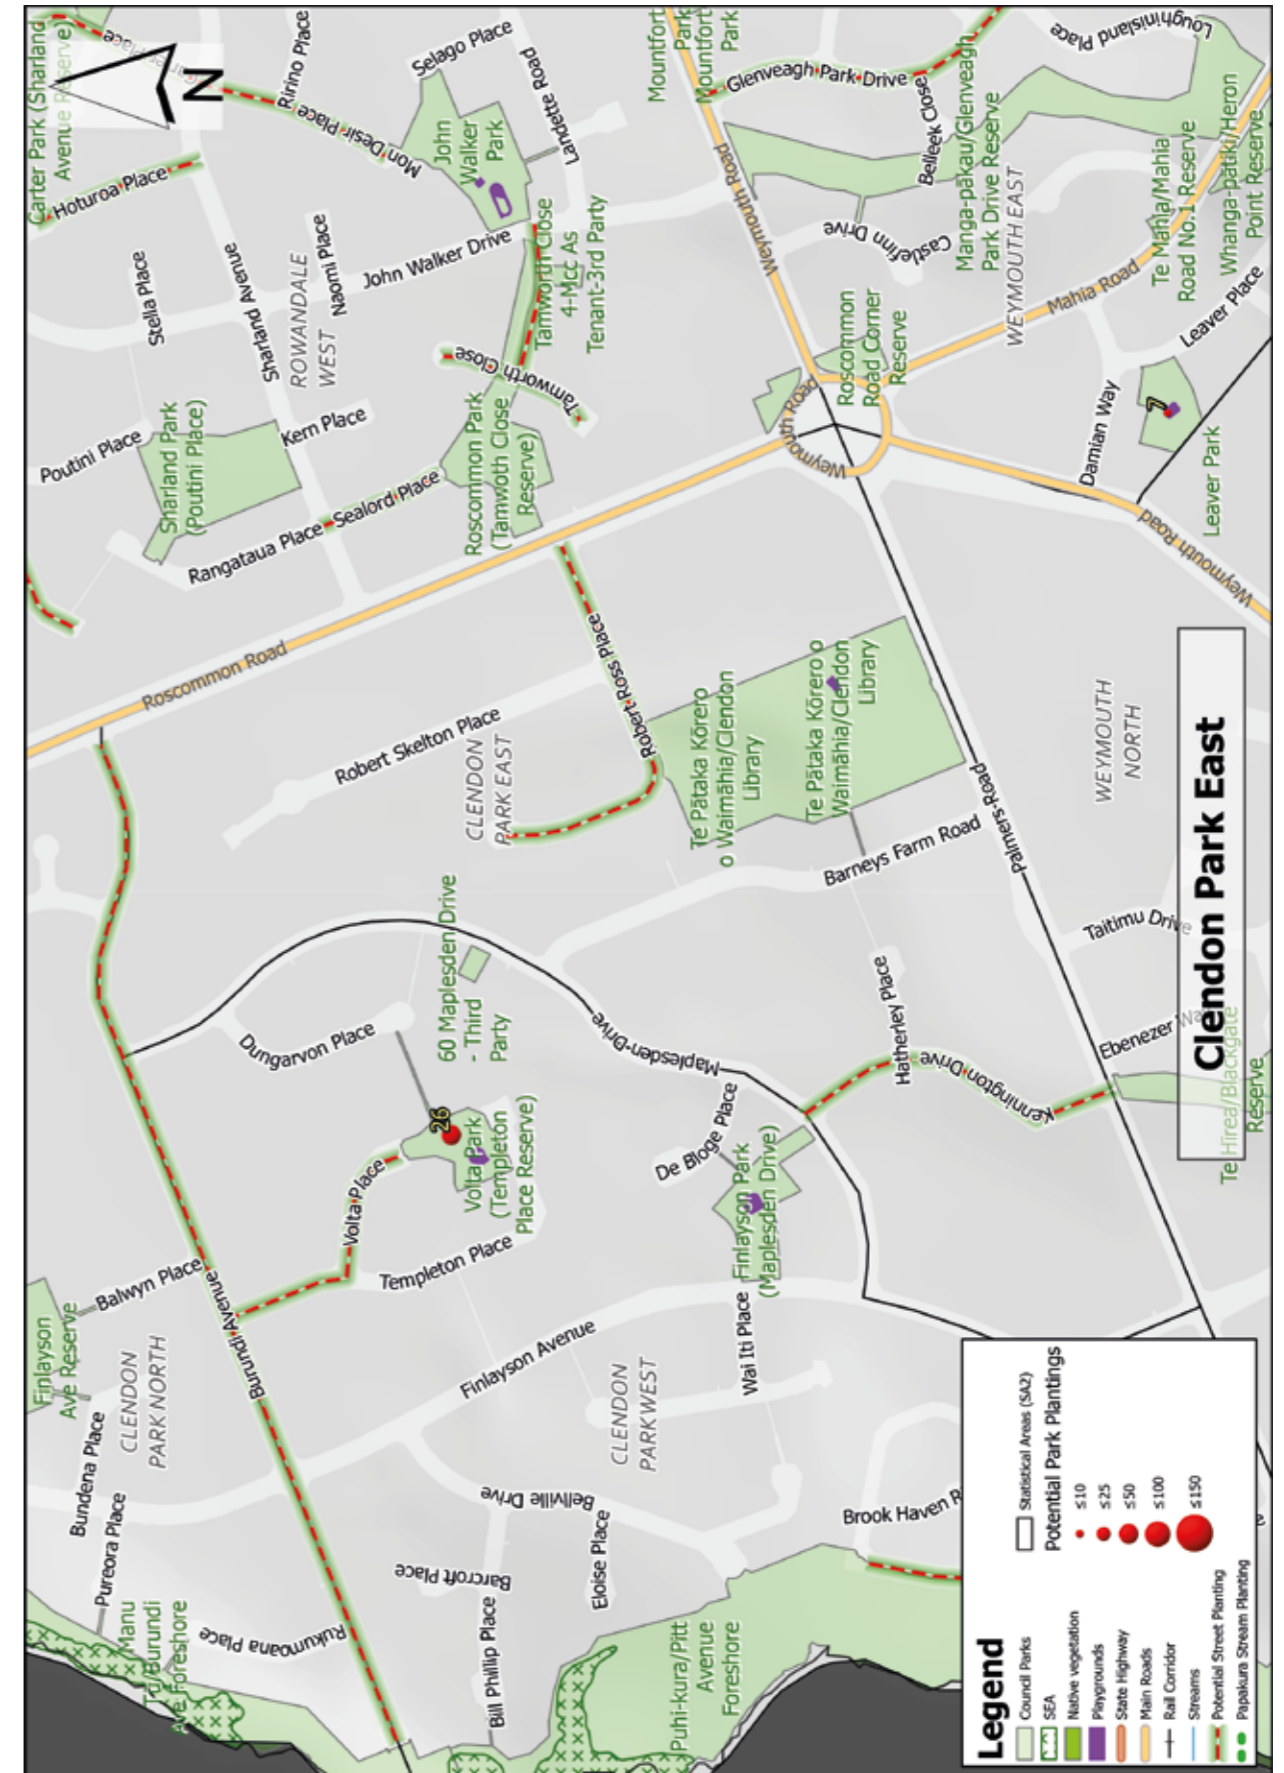 Carter Park (Sharland
Avenue Reserve)
N
Hoturoa Place
Ririno Place
Mon Desir Place
Selago Place
Landette Road
John
Walker
Park
John Walker Drive
Stella Place
Sharland Avenue
Naomi Place
ROWANDALE
WEST
Tamworth Close
4-Mcc As
Tenant-3rd Party
Tamworth Close
Poutini Place
Sharland Park
(Poutini Place)
Kern Place
Rangataua Place
Sealord Place
Roscommon Park
(Tamwoth Close
Reserve)
Mountfort
Park
Mountfort
Park
Glenveagh Park Drive
Loughinisland Place
Belleek Close
Manga-pākau/Glenveagh
Park Drive Reserve
WEYMOUTH EAST
Castlefinn Drive
Weymouth Road
Te Mahia/Mahia
Road No.1 Reserve
Whanga-pātiki/Heron
Point Reserve
Mahia Road
Leaver Place
Roscommon
Road Corner
Reserve
Weymouth Road
Weymouth
Damian Way
7
Leaver Park
Weymouth Road
Weymouth
Roscommon Road
Robert Ross Place
Robert
Robert Skelton Place
CLENDON
PARK EAST
Te Pātaka Kōrero
o Waimāhia/Clendon
Library
Te Pātaka Kōrero o
Waimāhia/Clendon
Library
WEYMOUTH
NORTH
Barneys Farm Road
Palmers Road
Taitimu Drive
Ebenezer
Hatherley Place
Kennington Drive
Te Hirea/Blackgate
Reserve
Clendon Park East
60 Maplesden Drive
- Third
Party
Dungarvon Place
Maplesden Drive
26
Volta Park
(Templeton
Place Reserve)
Volta Place
De Bloge Place
Finlayson Park
(Maplesden Drive)
Templeton Place
Balwyn Place
Burundi Avenue
Burundi
Finlayson
Ave Reserve
CLENDON
PARK NORTH
Finlayson Avenue
CLENDON
PARK WEST
Wai Iti Place
Bundena Place
Pureora Place
Bellville Drive
Barcroft Place
Eloise Place
Bill Phillip Place
Brook Haven R
Rukumoana Place
Manu
Tuī/Burundi
Ave Foreshore
Puhi-kura/Pitt
Avenue
Foreshore
Legend
Council Parks
SEA
Native vegetation
Playgrounds
State Highway
Main Roads
Rail Corridor
Streams
Potential Street Planting
Papakura Stream Planting
Statistical Areas (SA2)
Potential Park Plantings
≤10
≤25
≤50
≤100
≤150